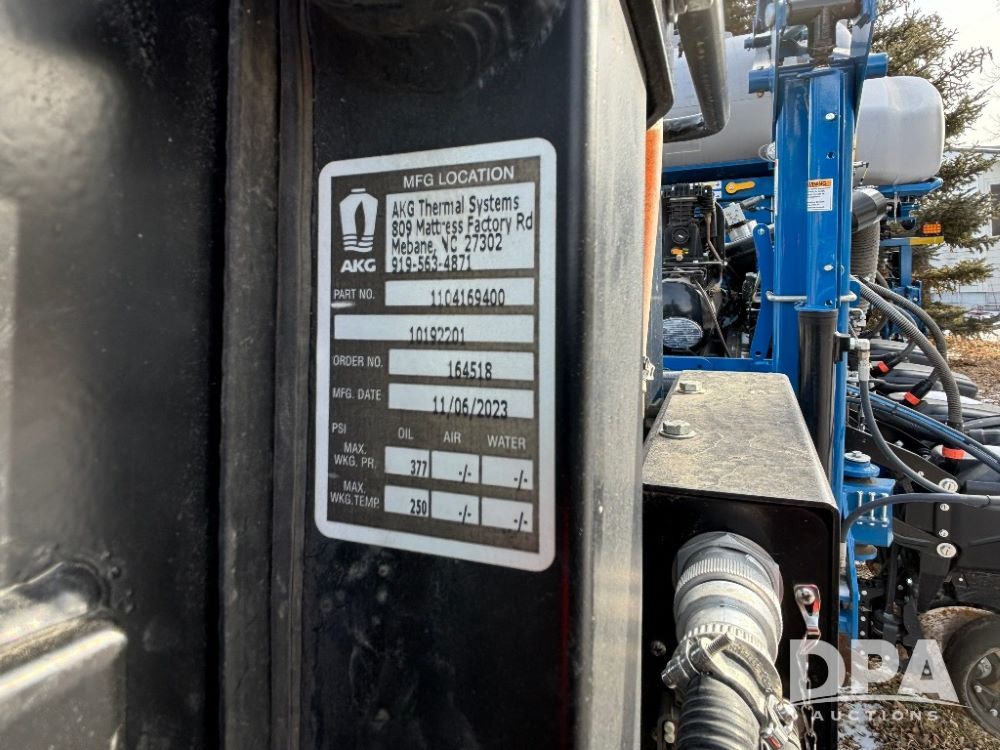 MFG LOCATION
AKG
AKG Thermal Systems
809 Mattress Factory Rd
Mebane, NC 27302
919-563-4871
PART NO. 1104169400
10192201
ORDER NO. 164518
MFG. DATE 11/06/2023
PSI OIL AIR WATER
MAX. WKG. PR. 377 -/- -/-
MAX. WKG.TEMP. 250 -/- -/-
DPA
AUCTIONS